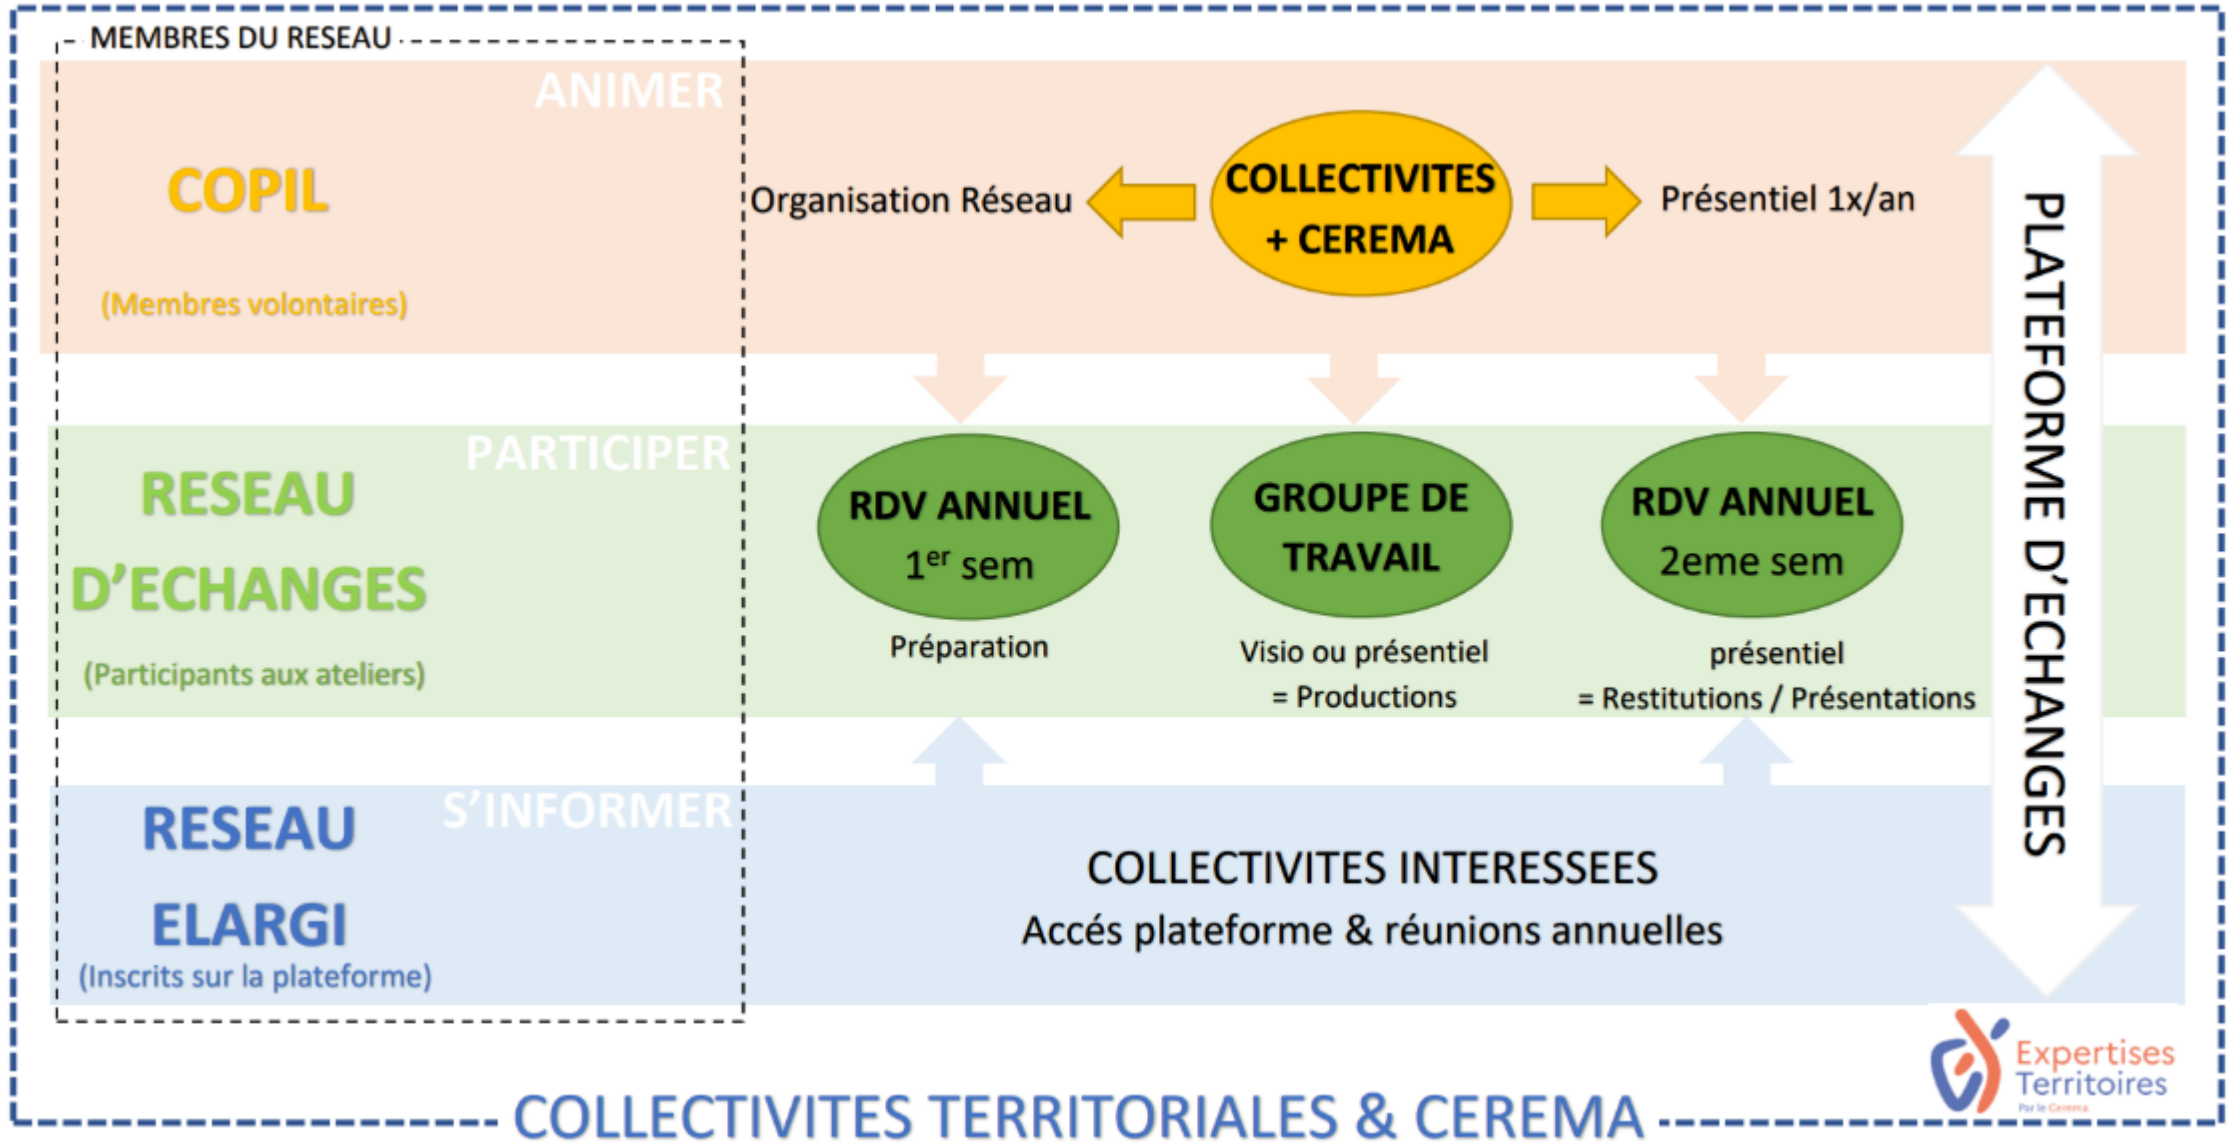 MEMBRES DU RESEAU
ANIMER
COPIL
(Membres volontaires)
Organisation Réseau
COLLECTIVITES
+ CEREMA
Présentiel 1x/an
PARTICIPER
RESEAU
D'ECHANGES
(Participants aux ateliers)
RDV ANNUEL
1er sem
Préparation
GROUPE DE
TRAVAIL
Visio ou présentiel
= Productions
RDV ANNUEL
2eme sem
présentiel
= Restitutions / Présentations
S'INFORMER
RESEAU
ELARGI
(Inscrits sur la plateforme)
COLLECTIVITES INTERESSEES
Accés plateforme & réunions annuelles
PLATEFORME D'ECHANGES
Expertises
Territoires
Par le Cerema
COLLECTIVITES TERRITORIALES & CEREMA